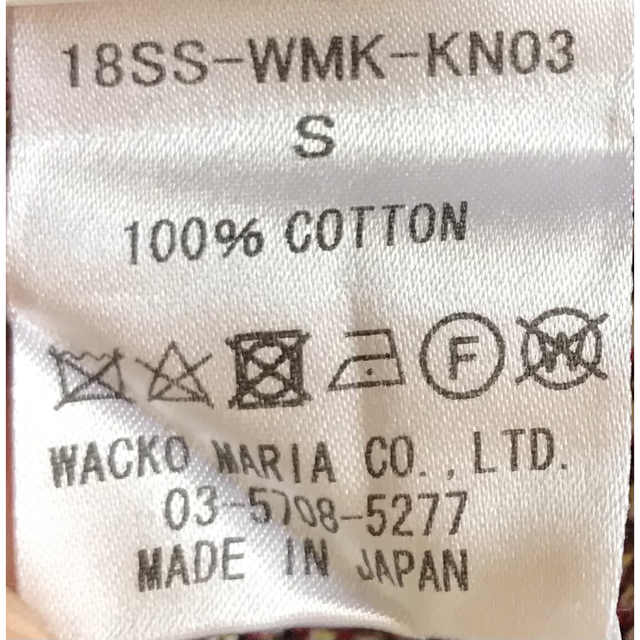 18SS-WMK-KN03
S
100% COTTON
F W
WACKO MARIA CO.,LTD.
03-5708-5277
MADE IN JAPAN